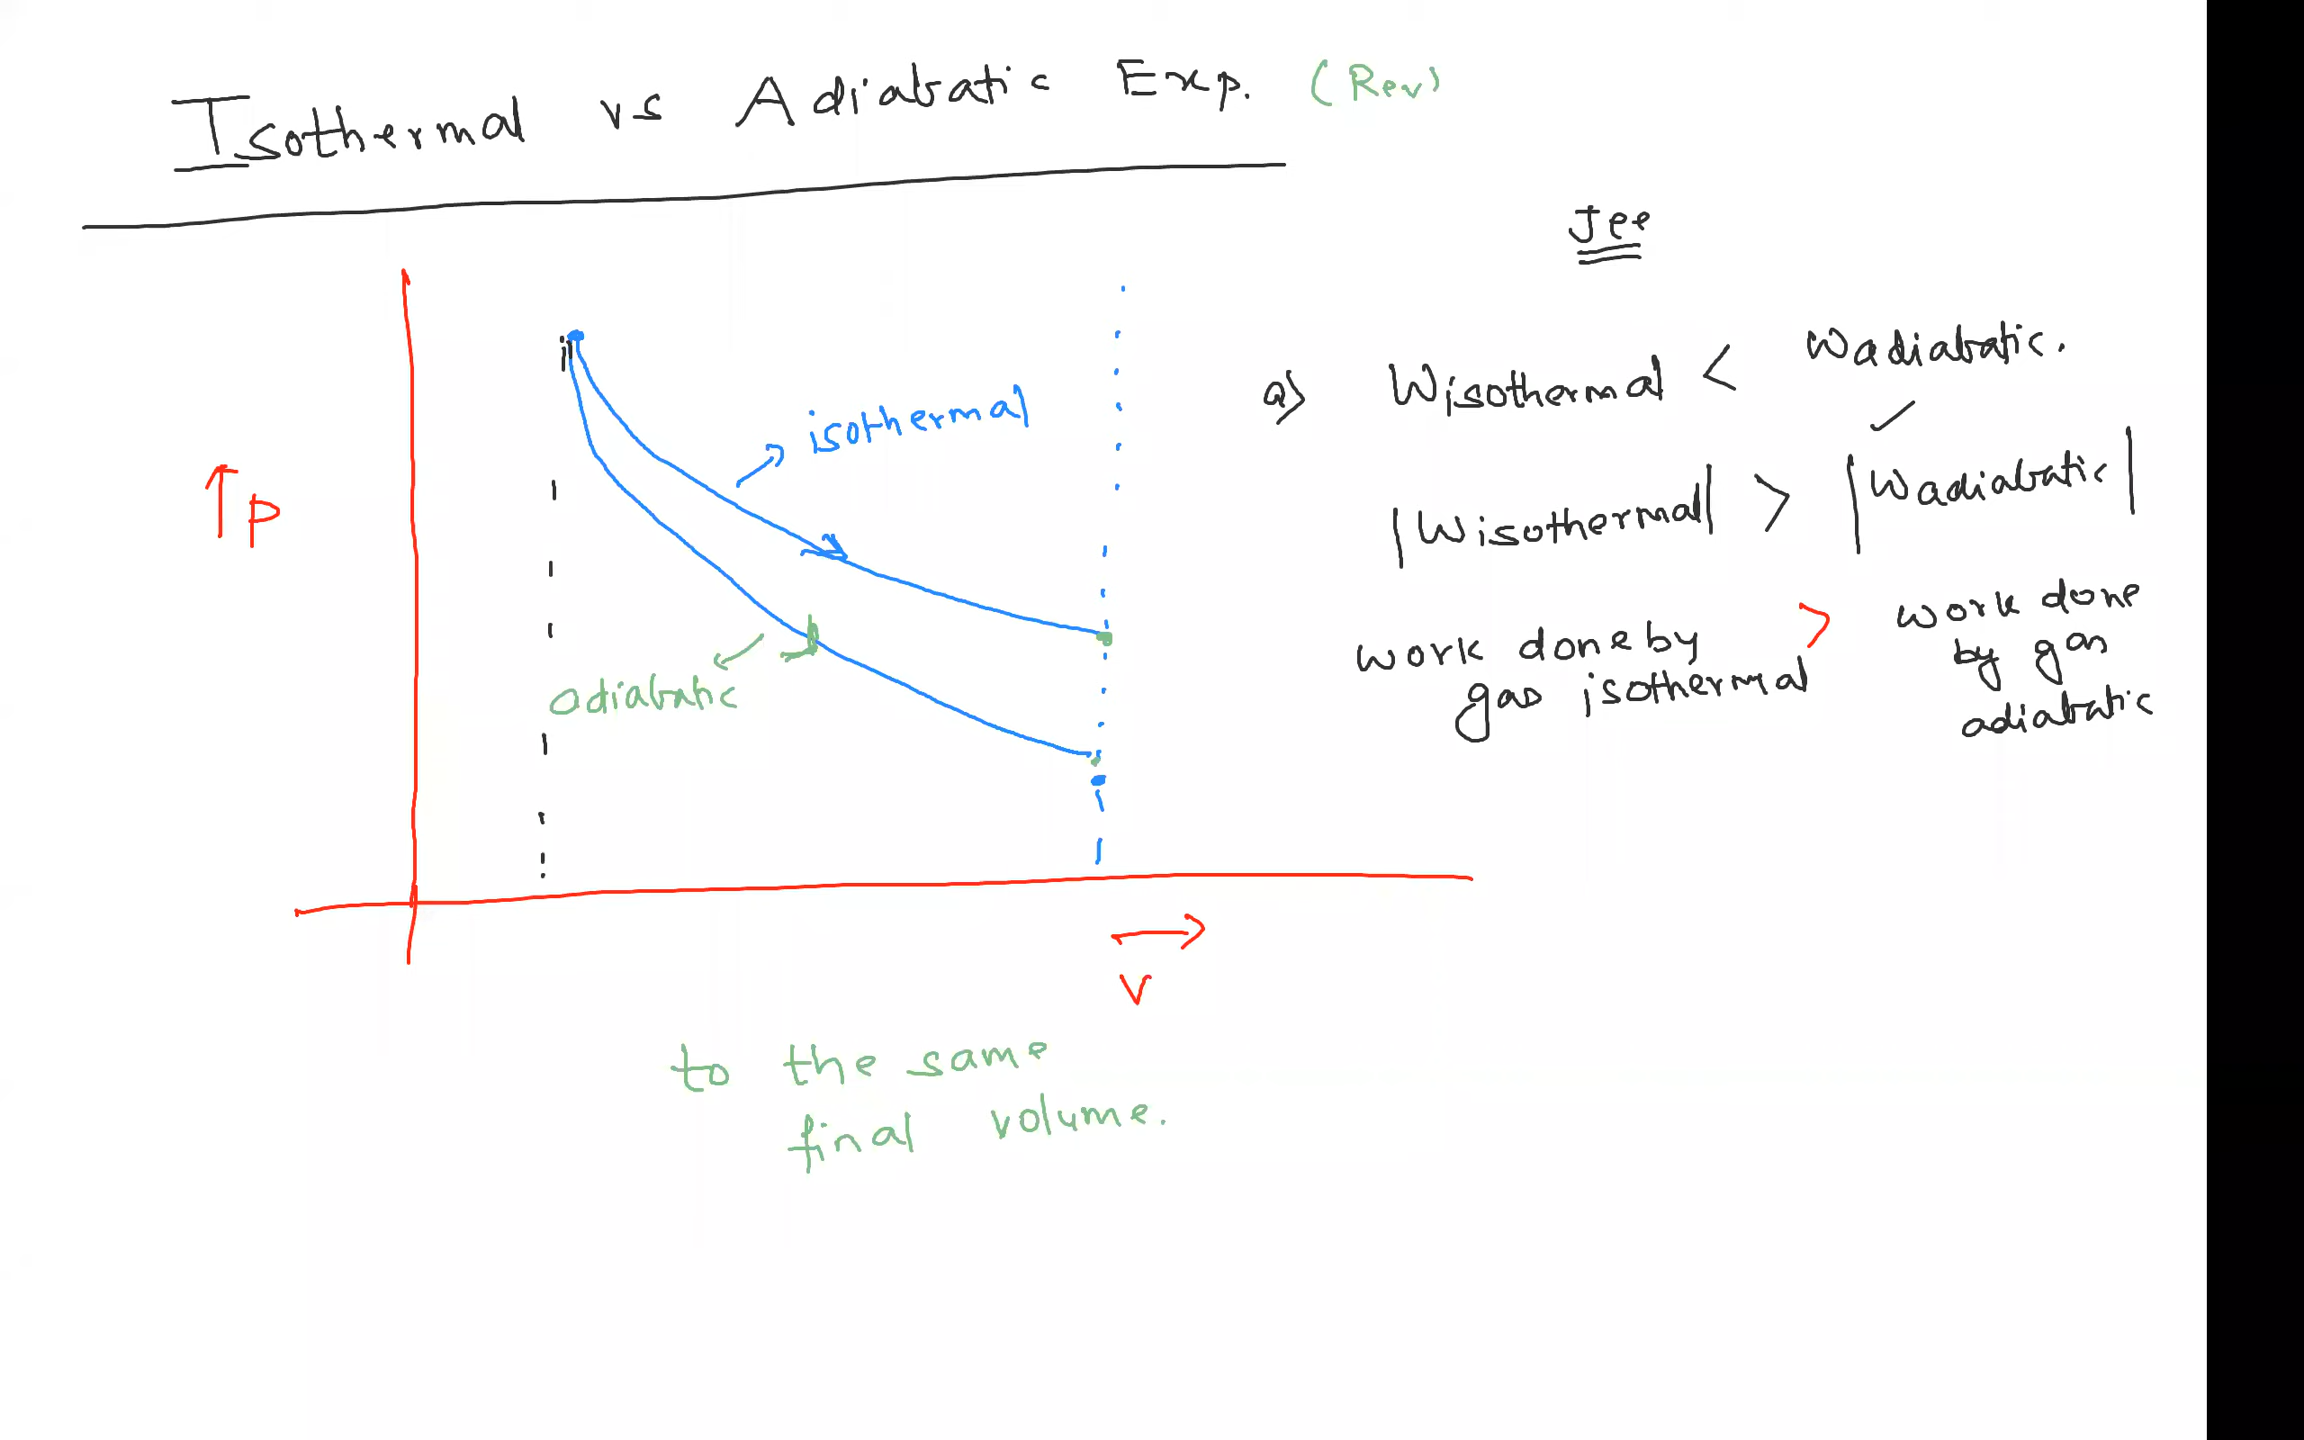 Isothermal vs Adiabatic Exp. (Rev)
Jee
P
isothermal
adiabatic
V
to the same
final volume.
a) Wisothermal < Wadiabatic. ✓
|Wisothermal| > |Wadiabatic|
work done by gas isothermal > work done by gas adiabatic